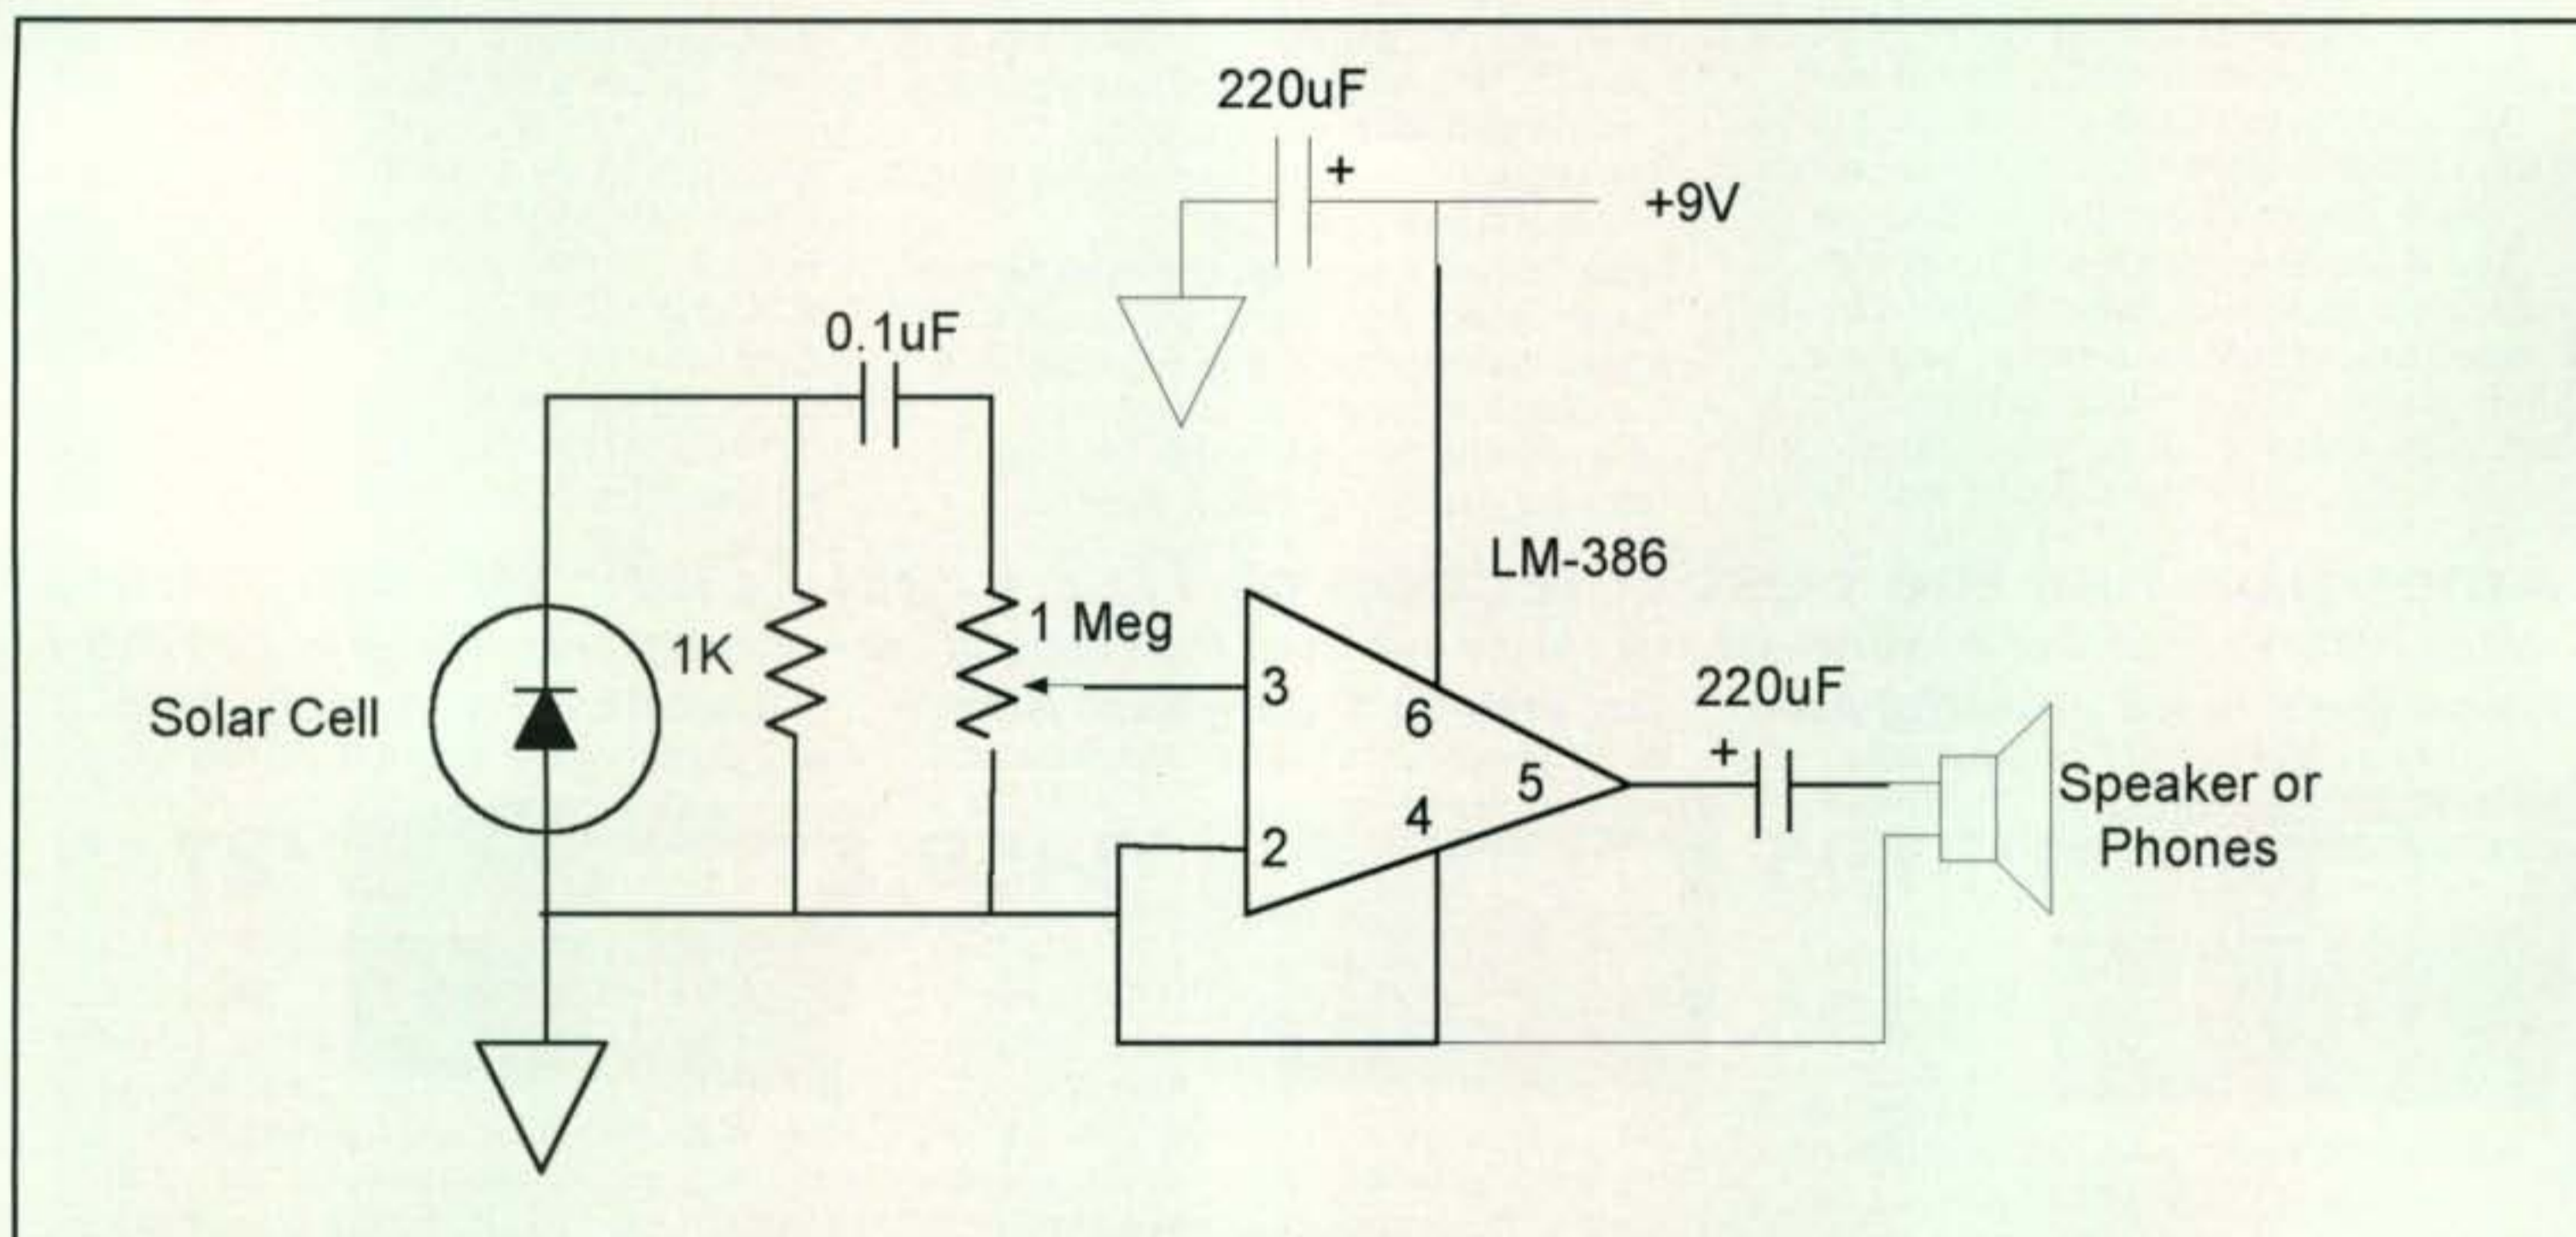 220uF
+
+9V
0.1uF
LM-386
1 Meg
1K
3
6
220uF
Solar Cell
+
5
Speaker or
4
2
Phones